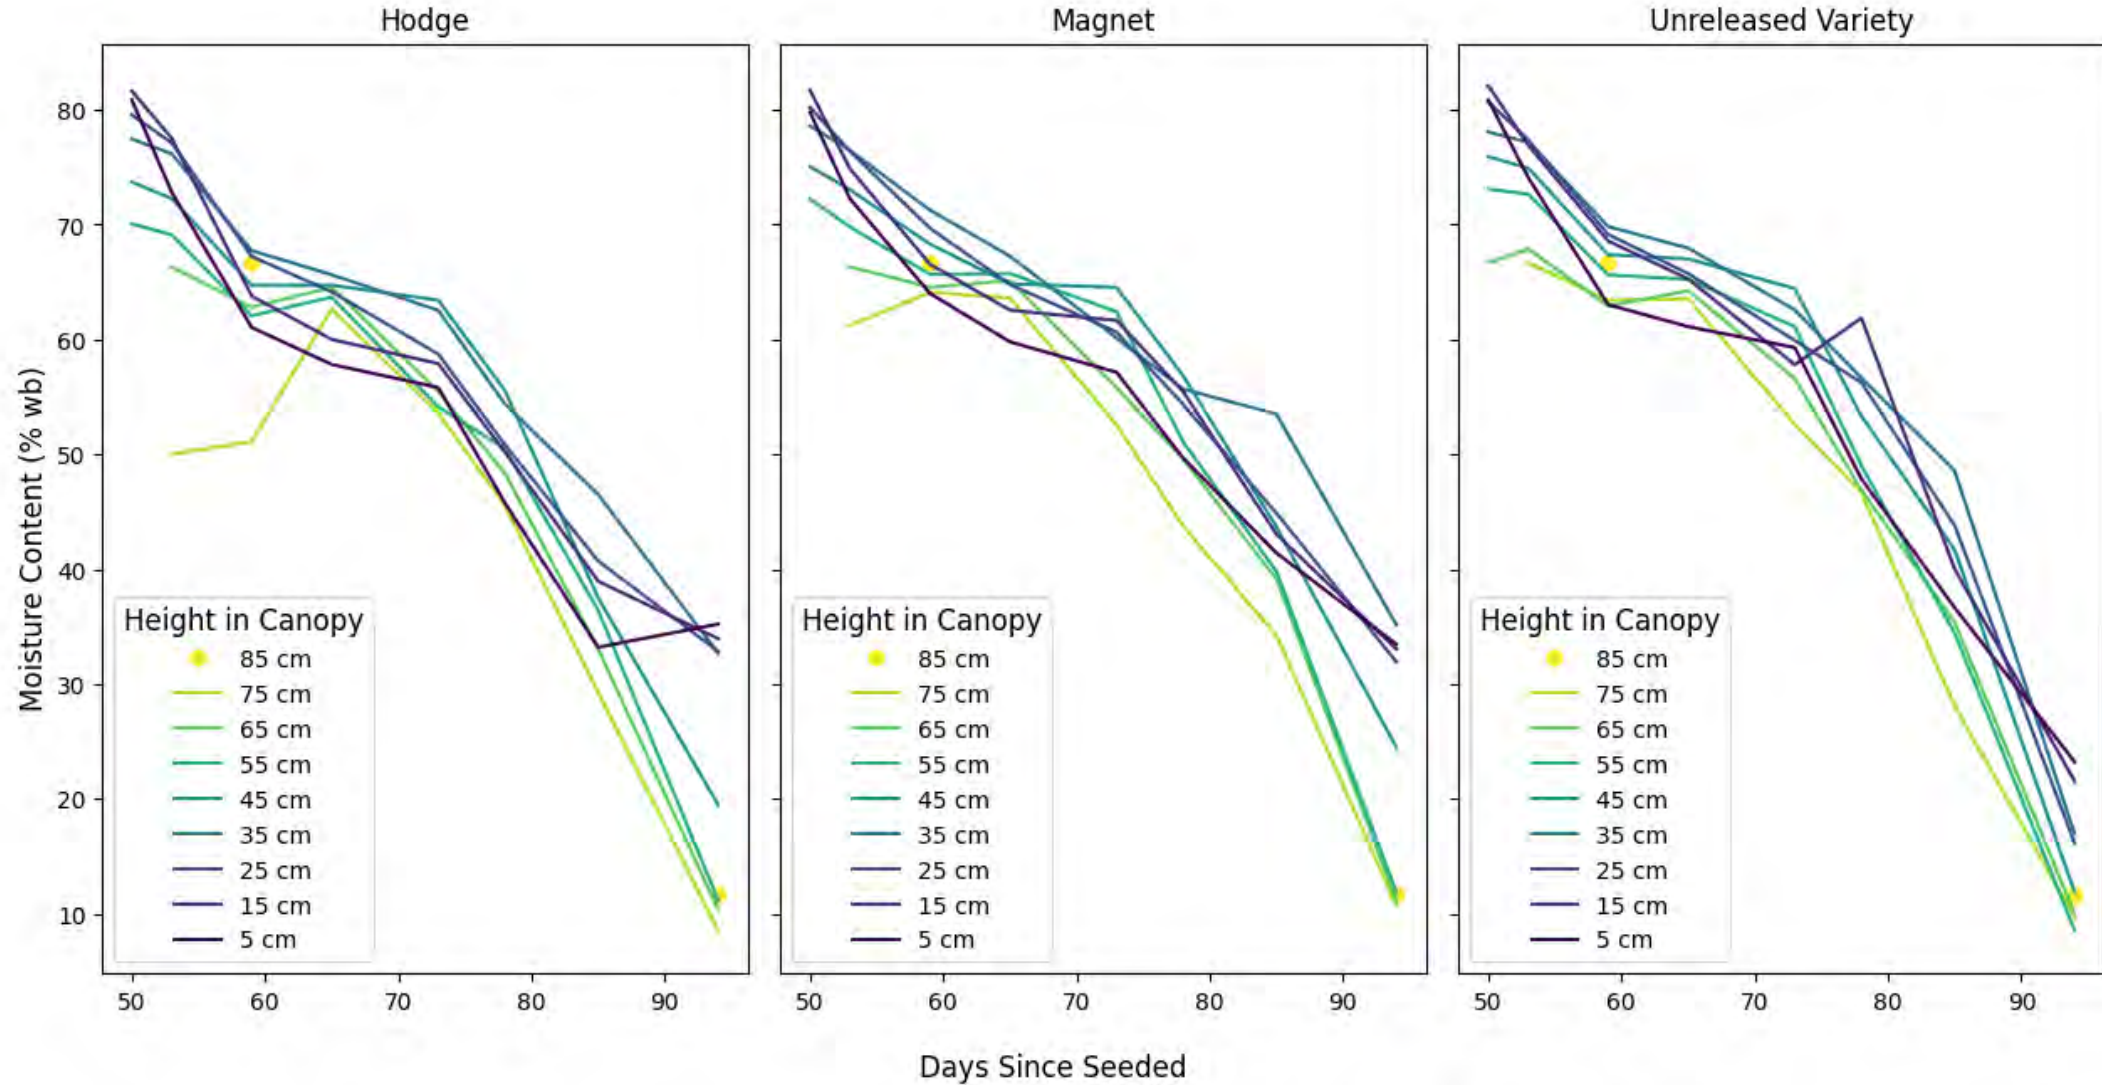 Hodge
Magnet
Unreleased Variety
Moisture Content (% wb)
80
70
60
50
40
30
20
10
Height in Canopy
85 cm
75 cm
65 cm
55 cm
45 cm
35 cm
25 cm
15 cm
5 cm
Height in Canopy
85 cm
75 cm
65 cm
55 cm
45 cm
35 cm
25 cm
15 cm
5 cm
Height in Canopy
85 cm
75 cm
65 cm
55 cm
45 cm
35 cm
25 cm
15 cm
5 cm
50 60 70 80 90
50 60 70 80 90
50 60 70 80 90
Days Since Seeded